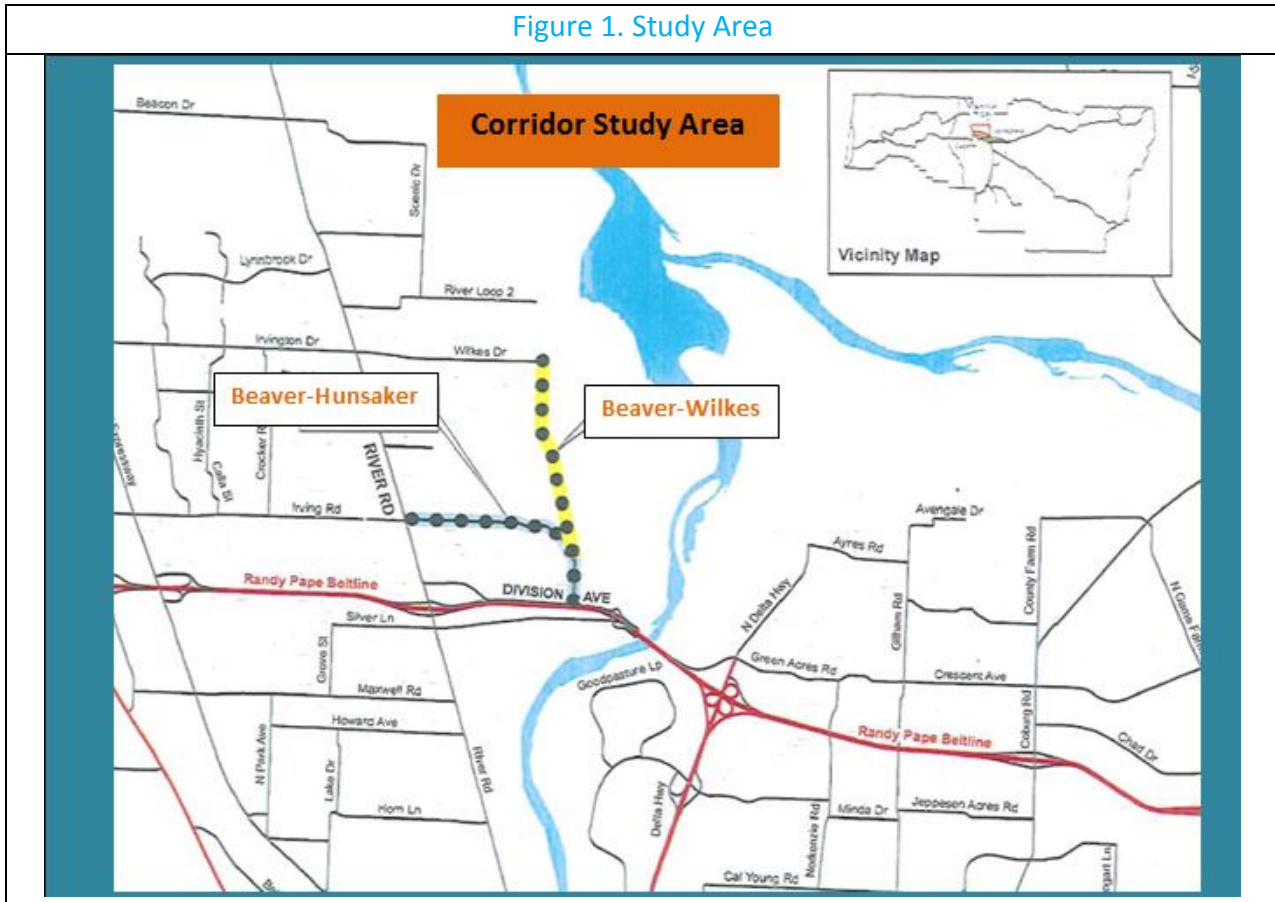 Figure 1. Study Area
Corridor Study Area
Beacon Dr
Scenic Dr
Lynnbrook Dr
River Loop 2
Vicinity Map
Irvington Dr
Wilkes Dr
Beaver-Hunsaker
Beaver-Wilkes
Hyacinth St
Calla St
Expressway
RIVER RD
Irving Rd
Avengale Dr
Ayres Rd
County Farm Rd
Randy Pape Beltline
DIVISION AVE
Silver Ln
N Delta Hwy
Gilham Rd
Grove St
Goodpasture Lp
Green Acres Rd
Crescent Ave
Maxwell Rd
Howard Ave
N Park Ave
Lake Dr
River Rd
Randy Pape Beltline
Coburg Rd
Chad Dr
Horn Ln
Delta Hwy
Minda Dr
Jeppesen Acres Rd
Cal Young Rd